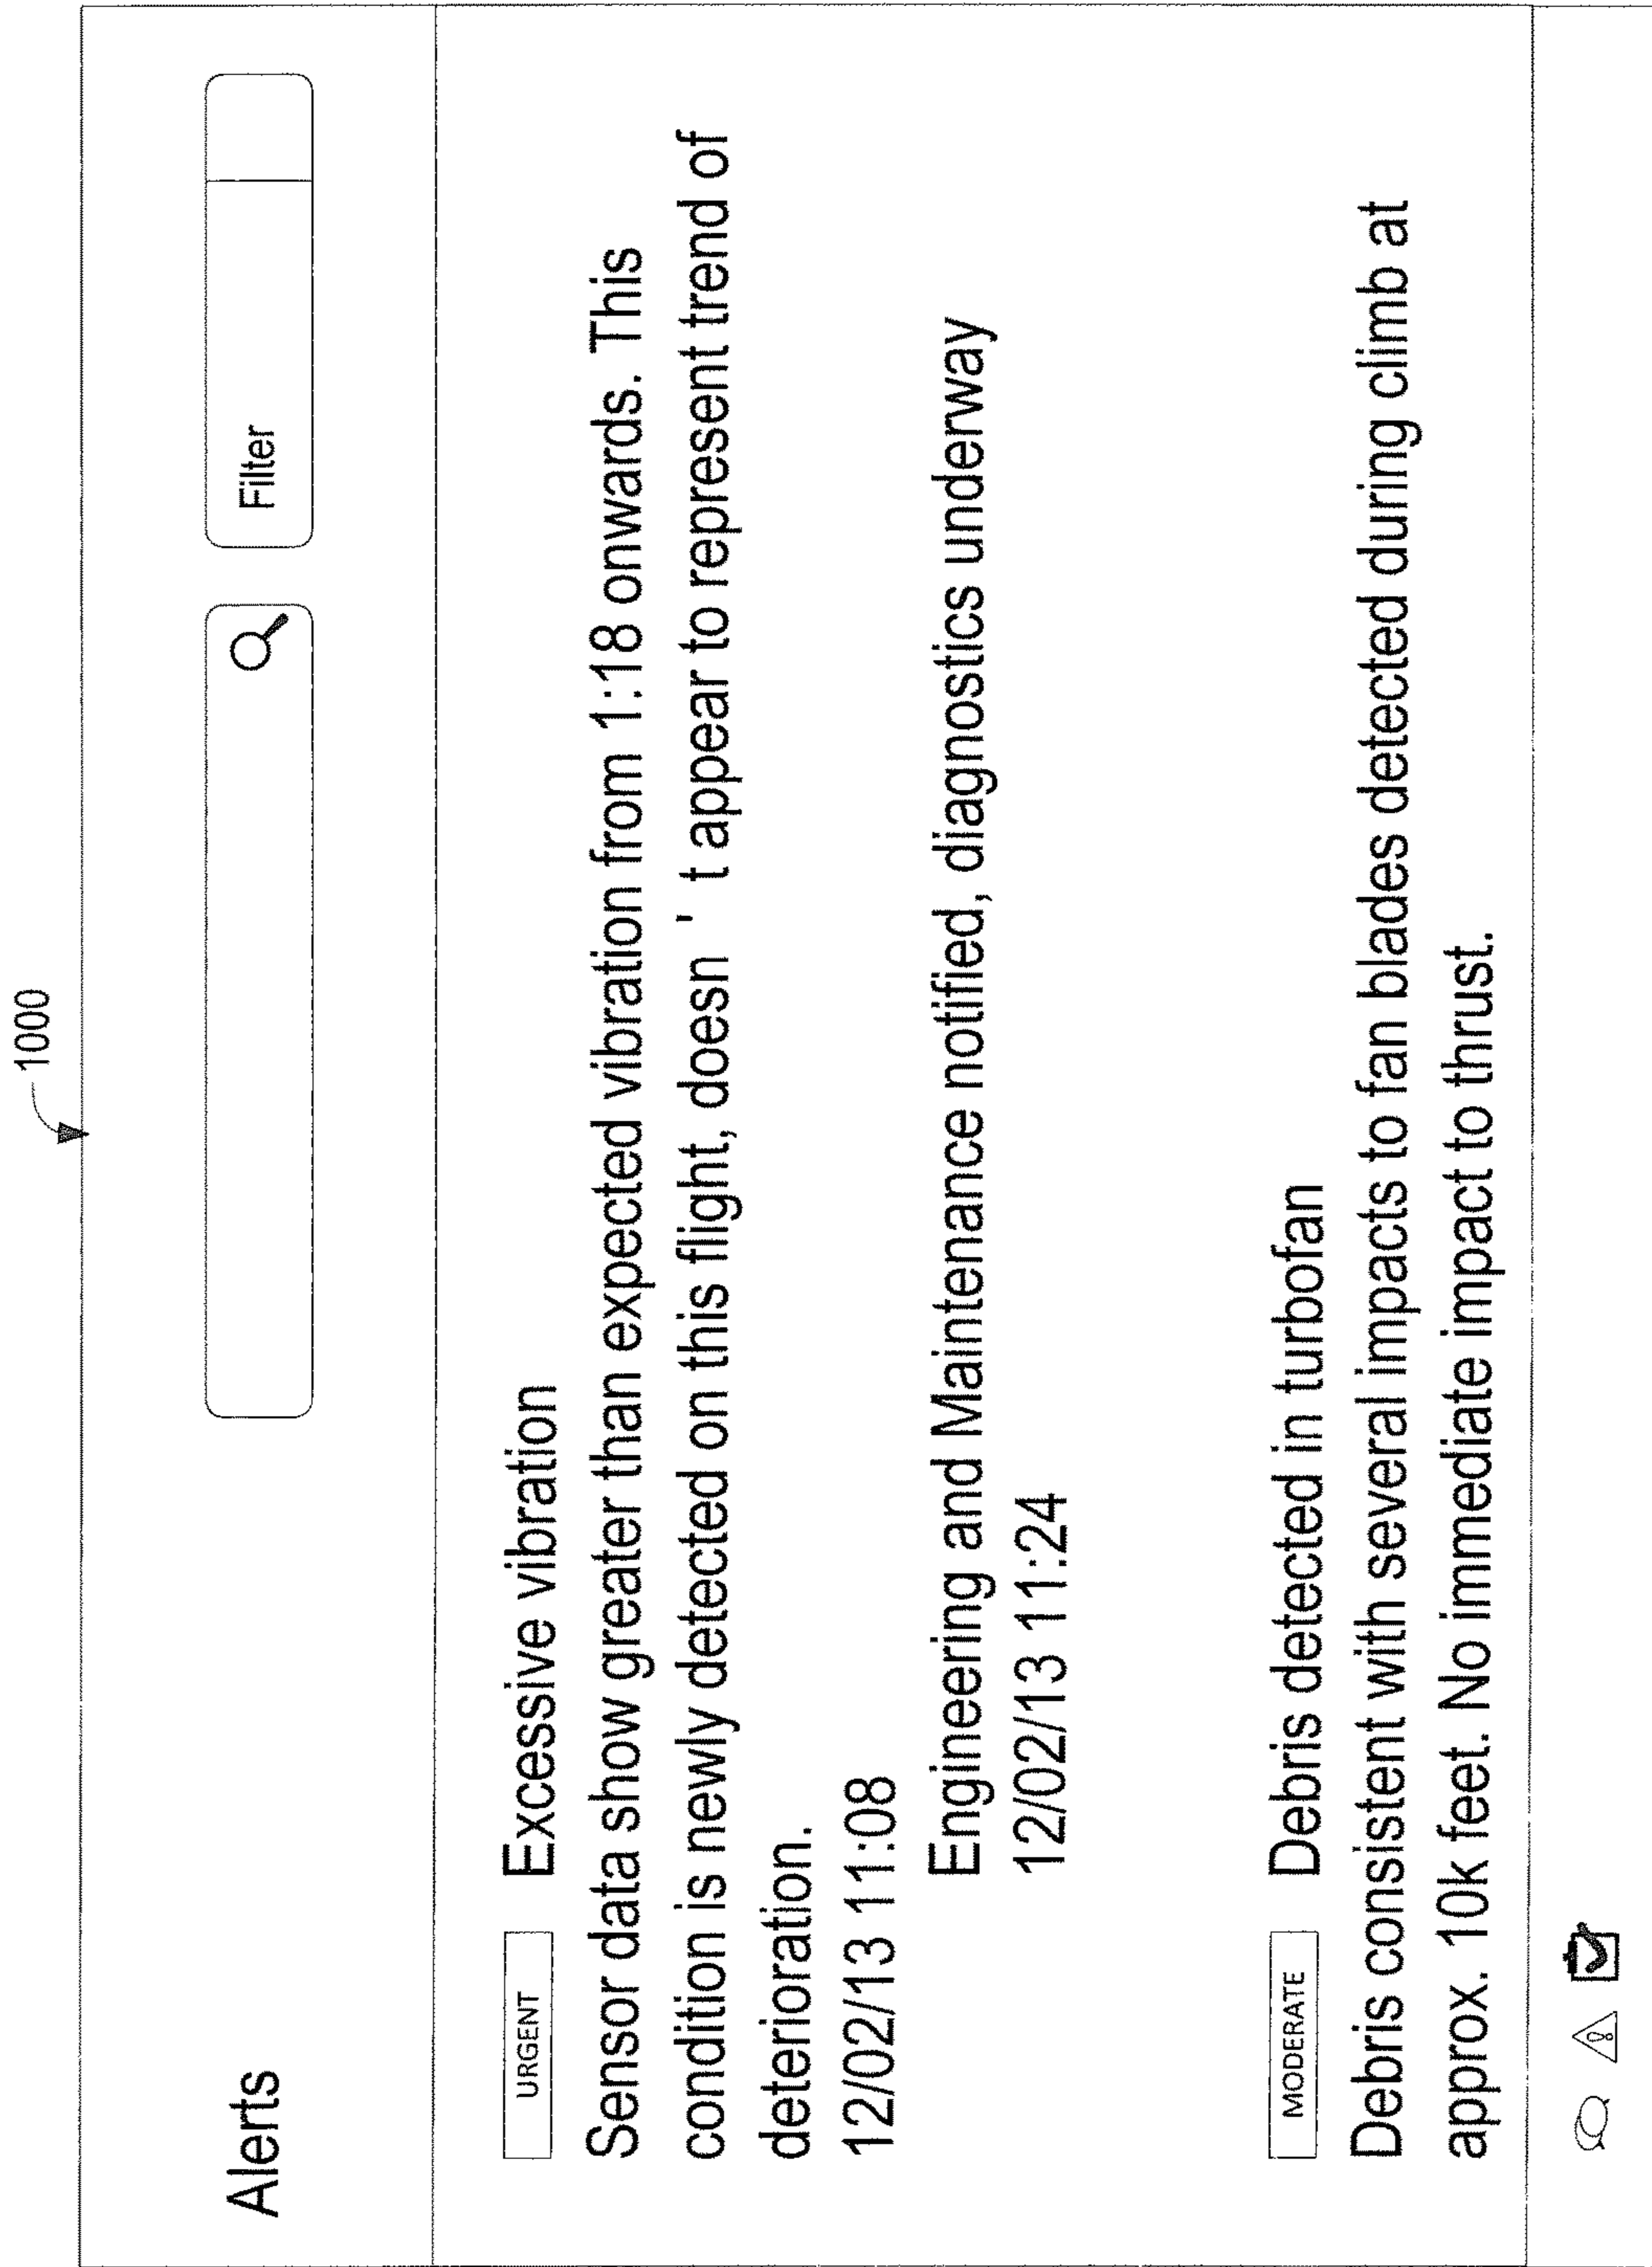 1000
Alerts
Filter
URGENT Excessive vibration
Sensor data show greater than expected vibration from 1:18 onwards. This
condition is newly detected on this flight, doesn ' t appear to represent trend of
deterioration.
12/02/13 11:08
Engineering and Maintenance notified, diagnostics underway
12/02/13 11:24
MODERATE Debris detected in turbofan
Debris consistent with several impacts to fan blades detected during climb at
approx. 10k feet. No immediate impact to thrust.